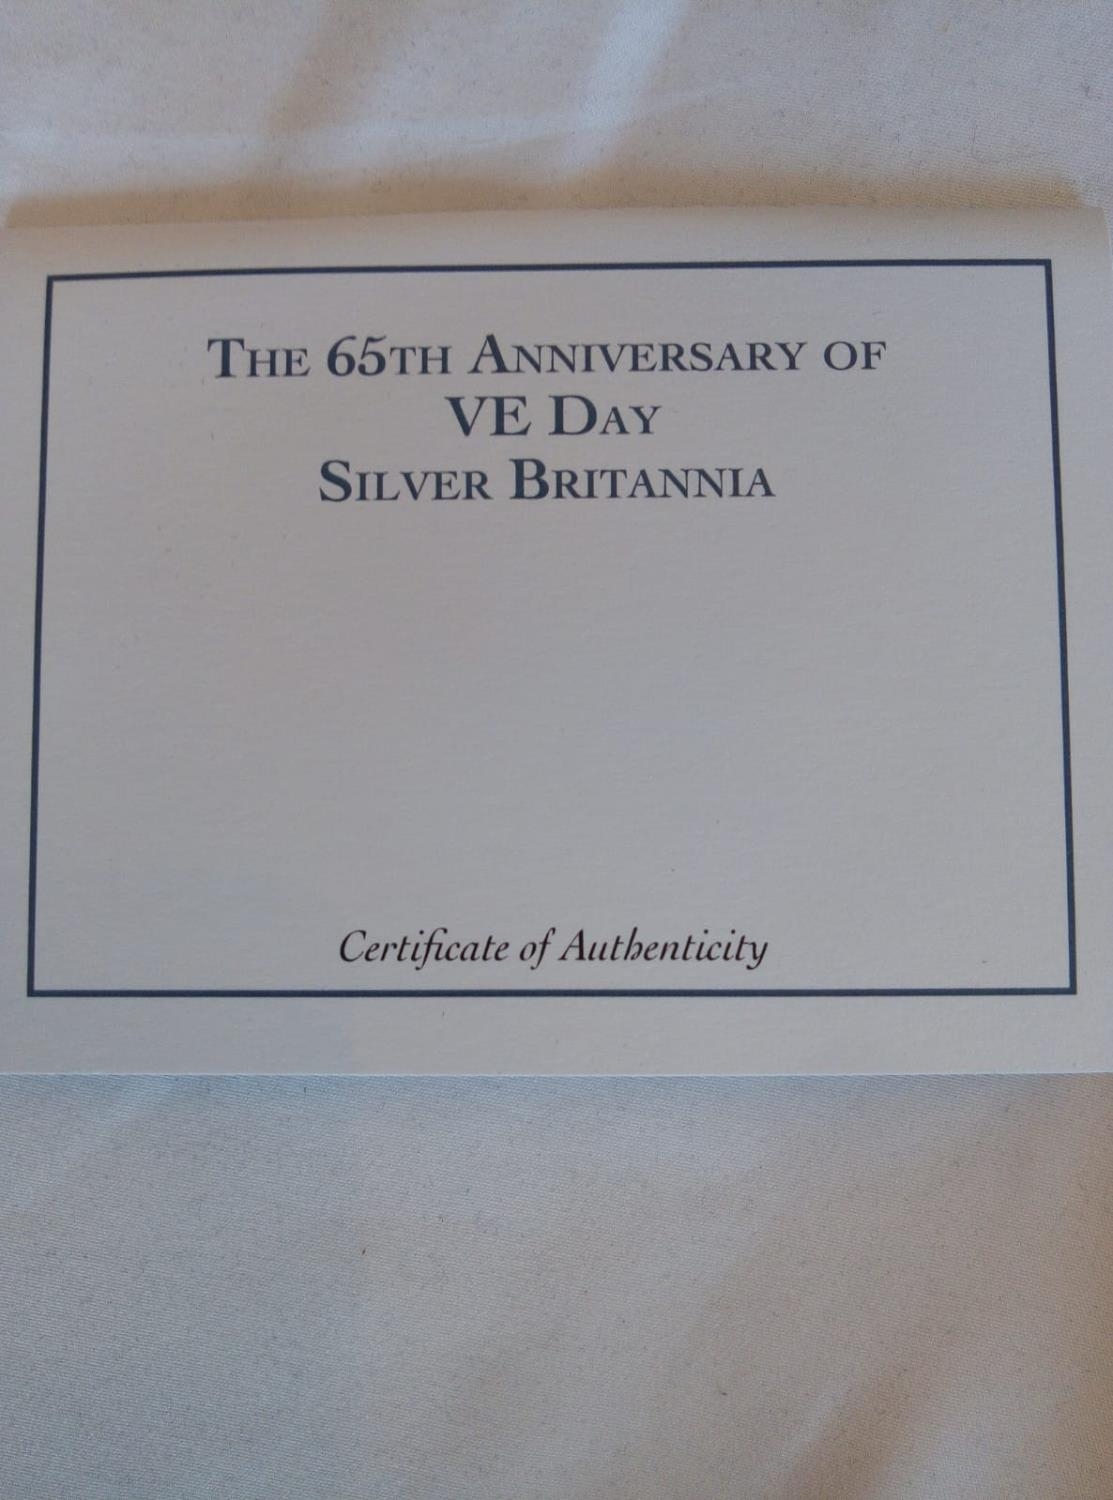 The 65th Anniversary of
VE Day
Silver Britannia
Certificate of Authenticity